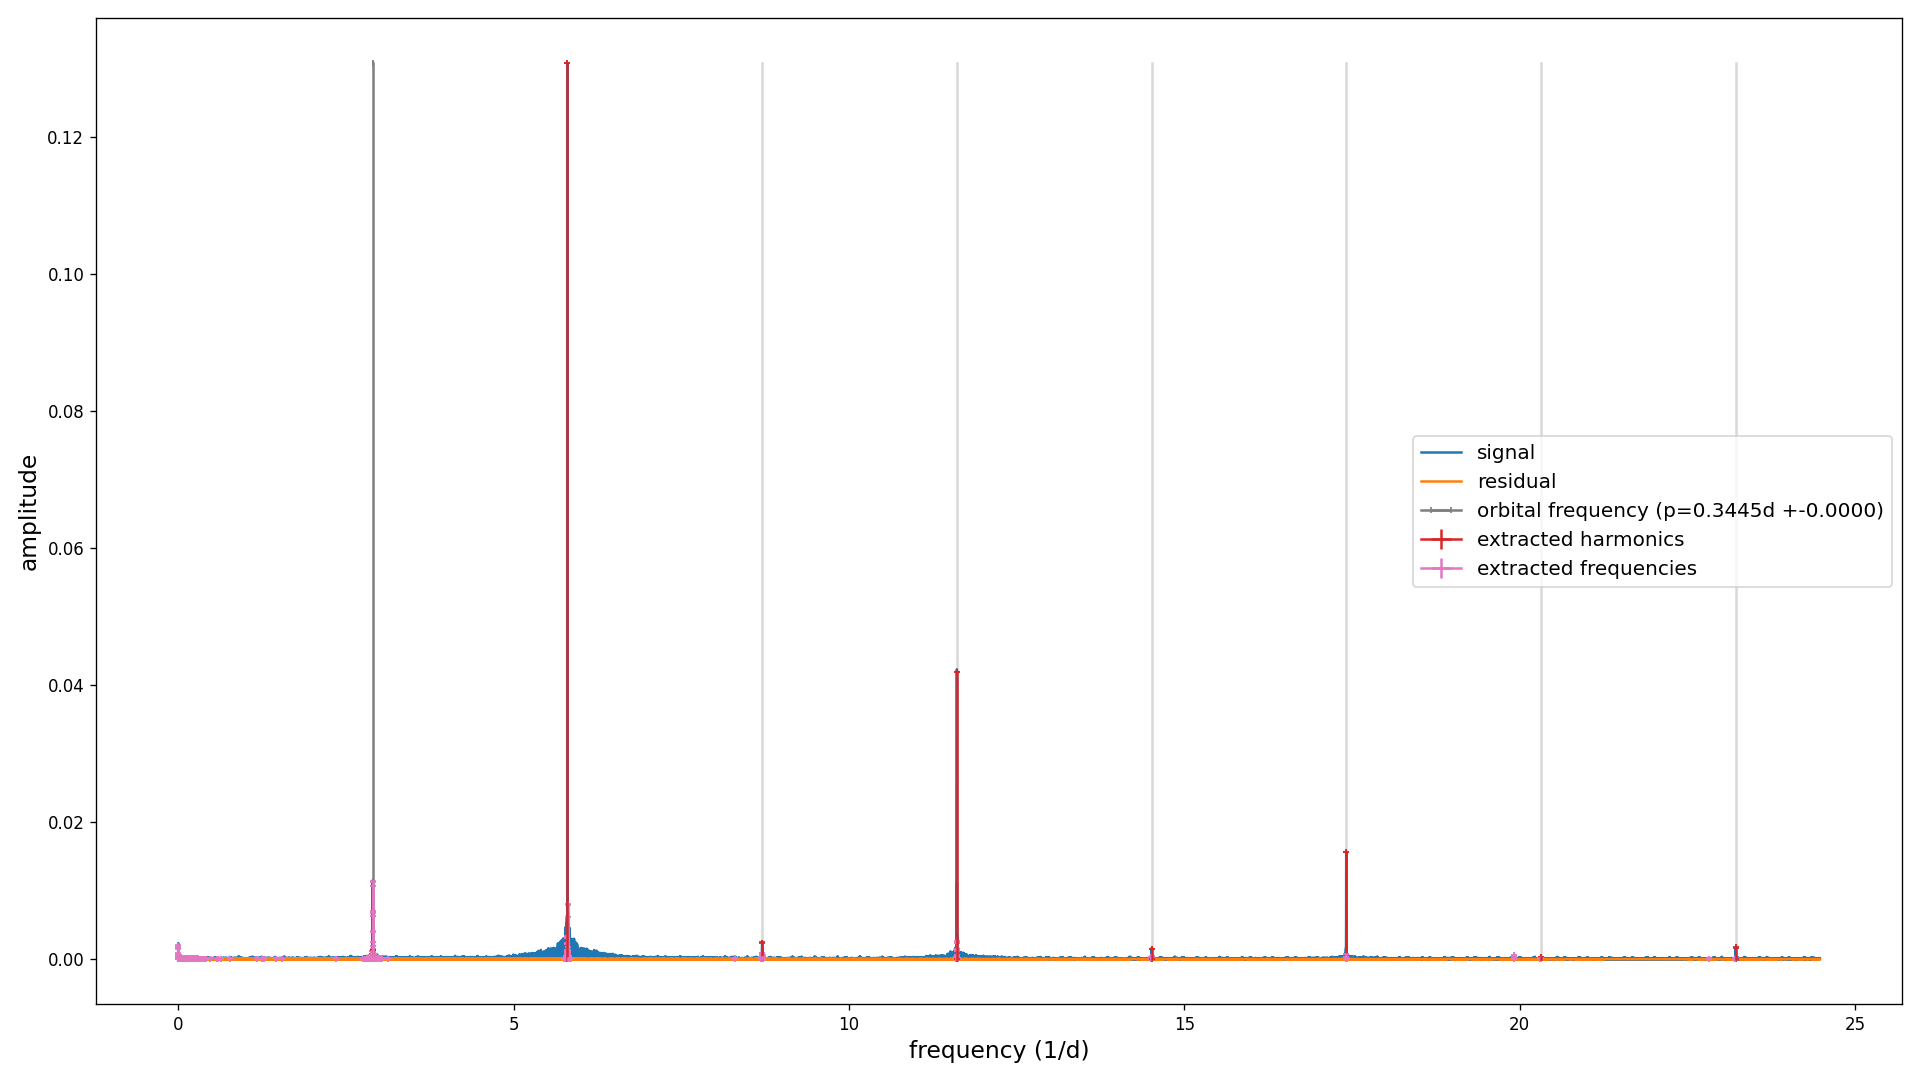 amplitude
0.12
0.10
0.08
0.06
0.04
0.02
0.00
signal
residual
orbital frequency (p=0.3445d +-0.0000)
extracted harmonics
extracted frequencies
0 5 10 15 20 25
frequency (1/d)